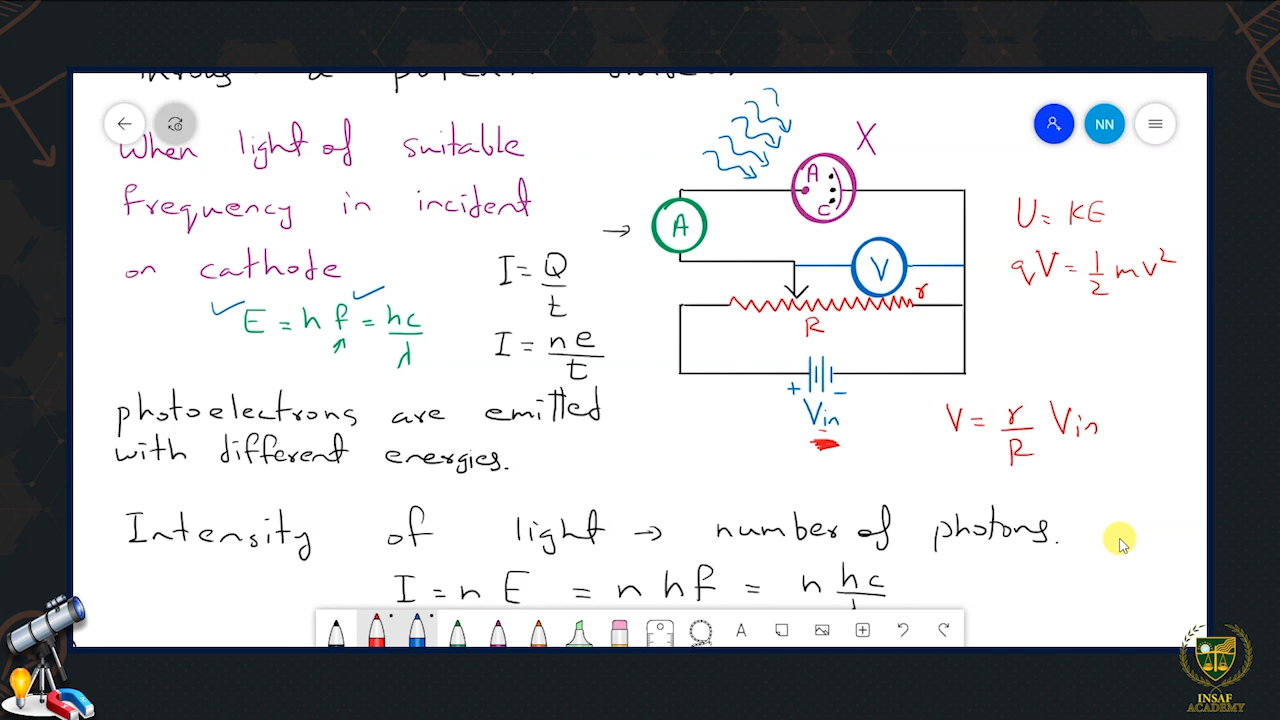 a
When light of suitable
frequency in incident
on cathode
E = hf = hc/λ
I = Q/t
I = ne/t
photoelectrons are emitted
with different energies.
A
A
C
X
V
r
R
+ -
Vin
U = KE
qV = 1/2 mv²
V = r/R Vin
NN
Intensity of light → number of photons.
I = n E = n hf = n hc
A
INSAF
ACADEMY